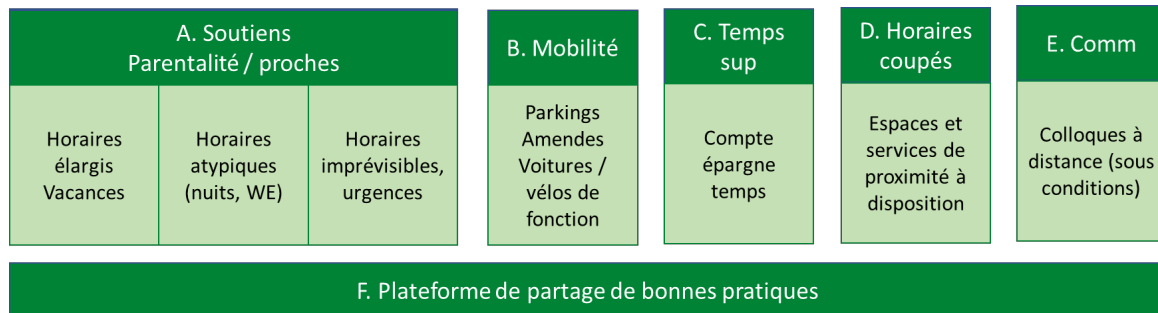 A. Soutiens
Parentalité / proches
Horaires
élargis
Vacances
Horaires
atypiques
(nuits, WE)
Horaires
imprévisibles,
urgences
B. Mobilité
Parkings
Amendes
Voitures /
vélos de
fonction
C. Temps
sup
Compte
épargne
temps
D. Horaires
coupés
Espaces et
services de
proximité à
disposition
E. Comm
Colloques à
distance (sous
conditions)
F. Plateforme de partage de bonnes pratiques